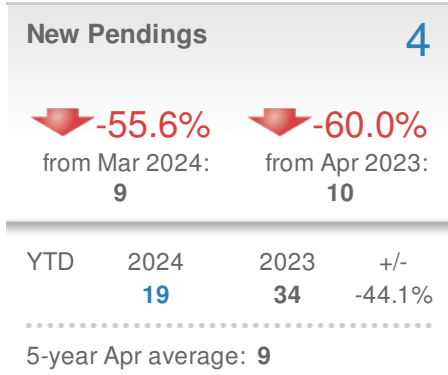 New Pendings 4
-55.6% -60.0%
from Mar 2024: from Apr 2023:
9 10
YTD 2024 2023 +/-
19 34 -44.1%
5-year Apr average: 9